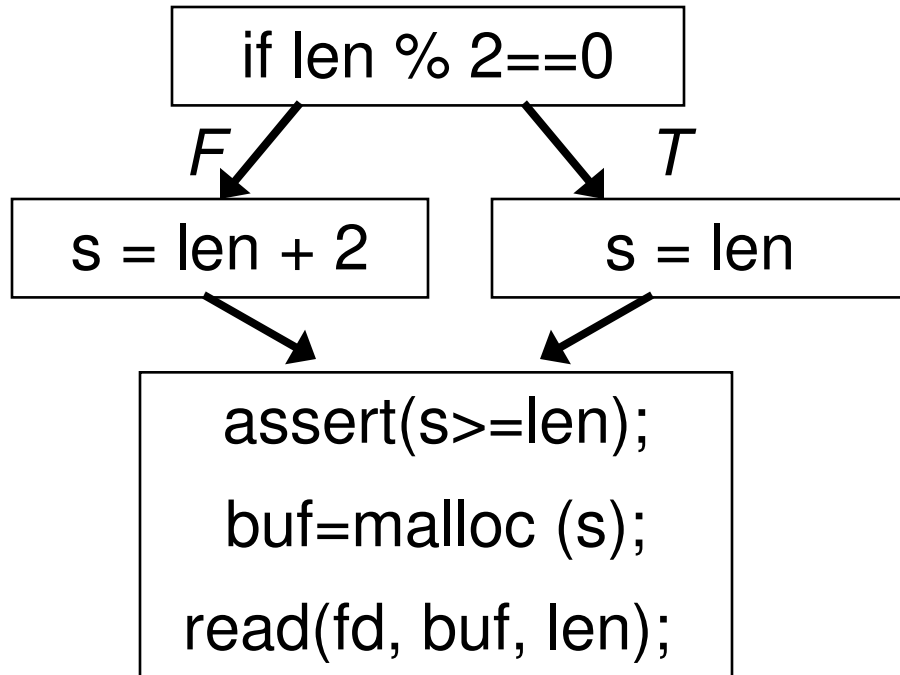 if len % 2==0
F
T
s = len + 2
s = len
assert(s>=len);
buf=malloc (s);
read(fd, buf, len);